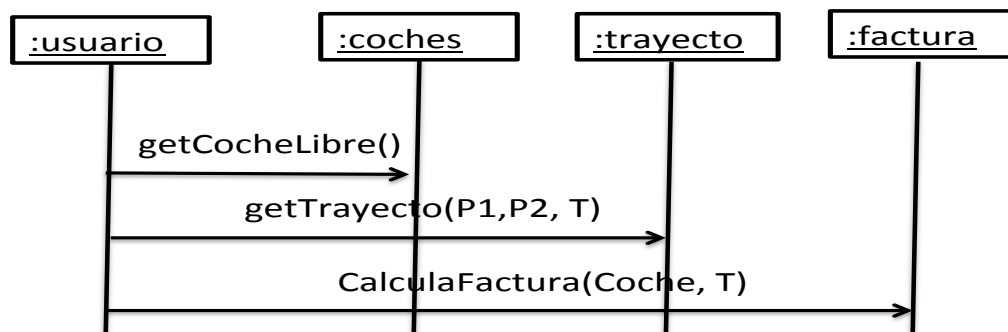 :usuario
:coches
:trayecto
:factura
getCocheLibre()
getTrayecto(P1,P2, T)
CalculaFactura(Coche, T)